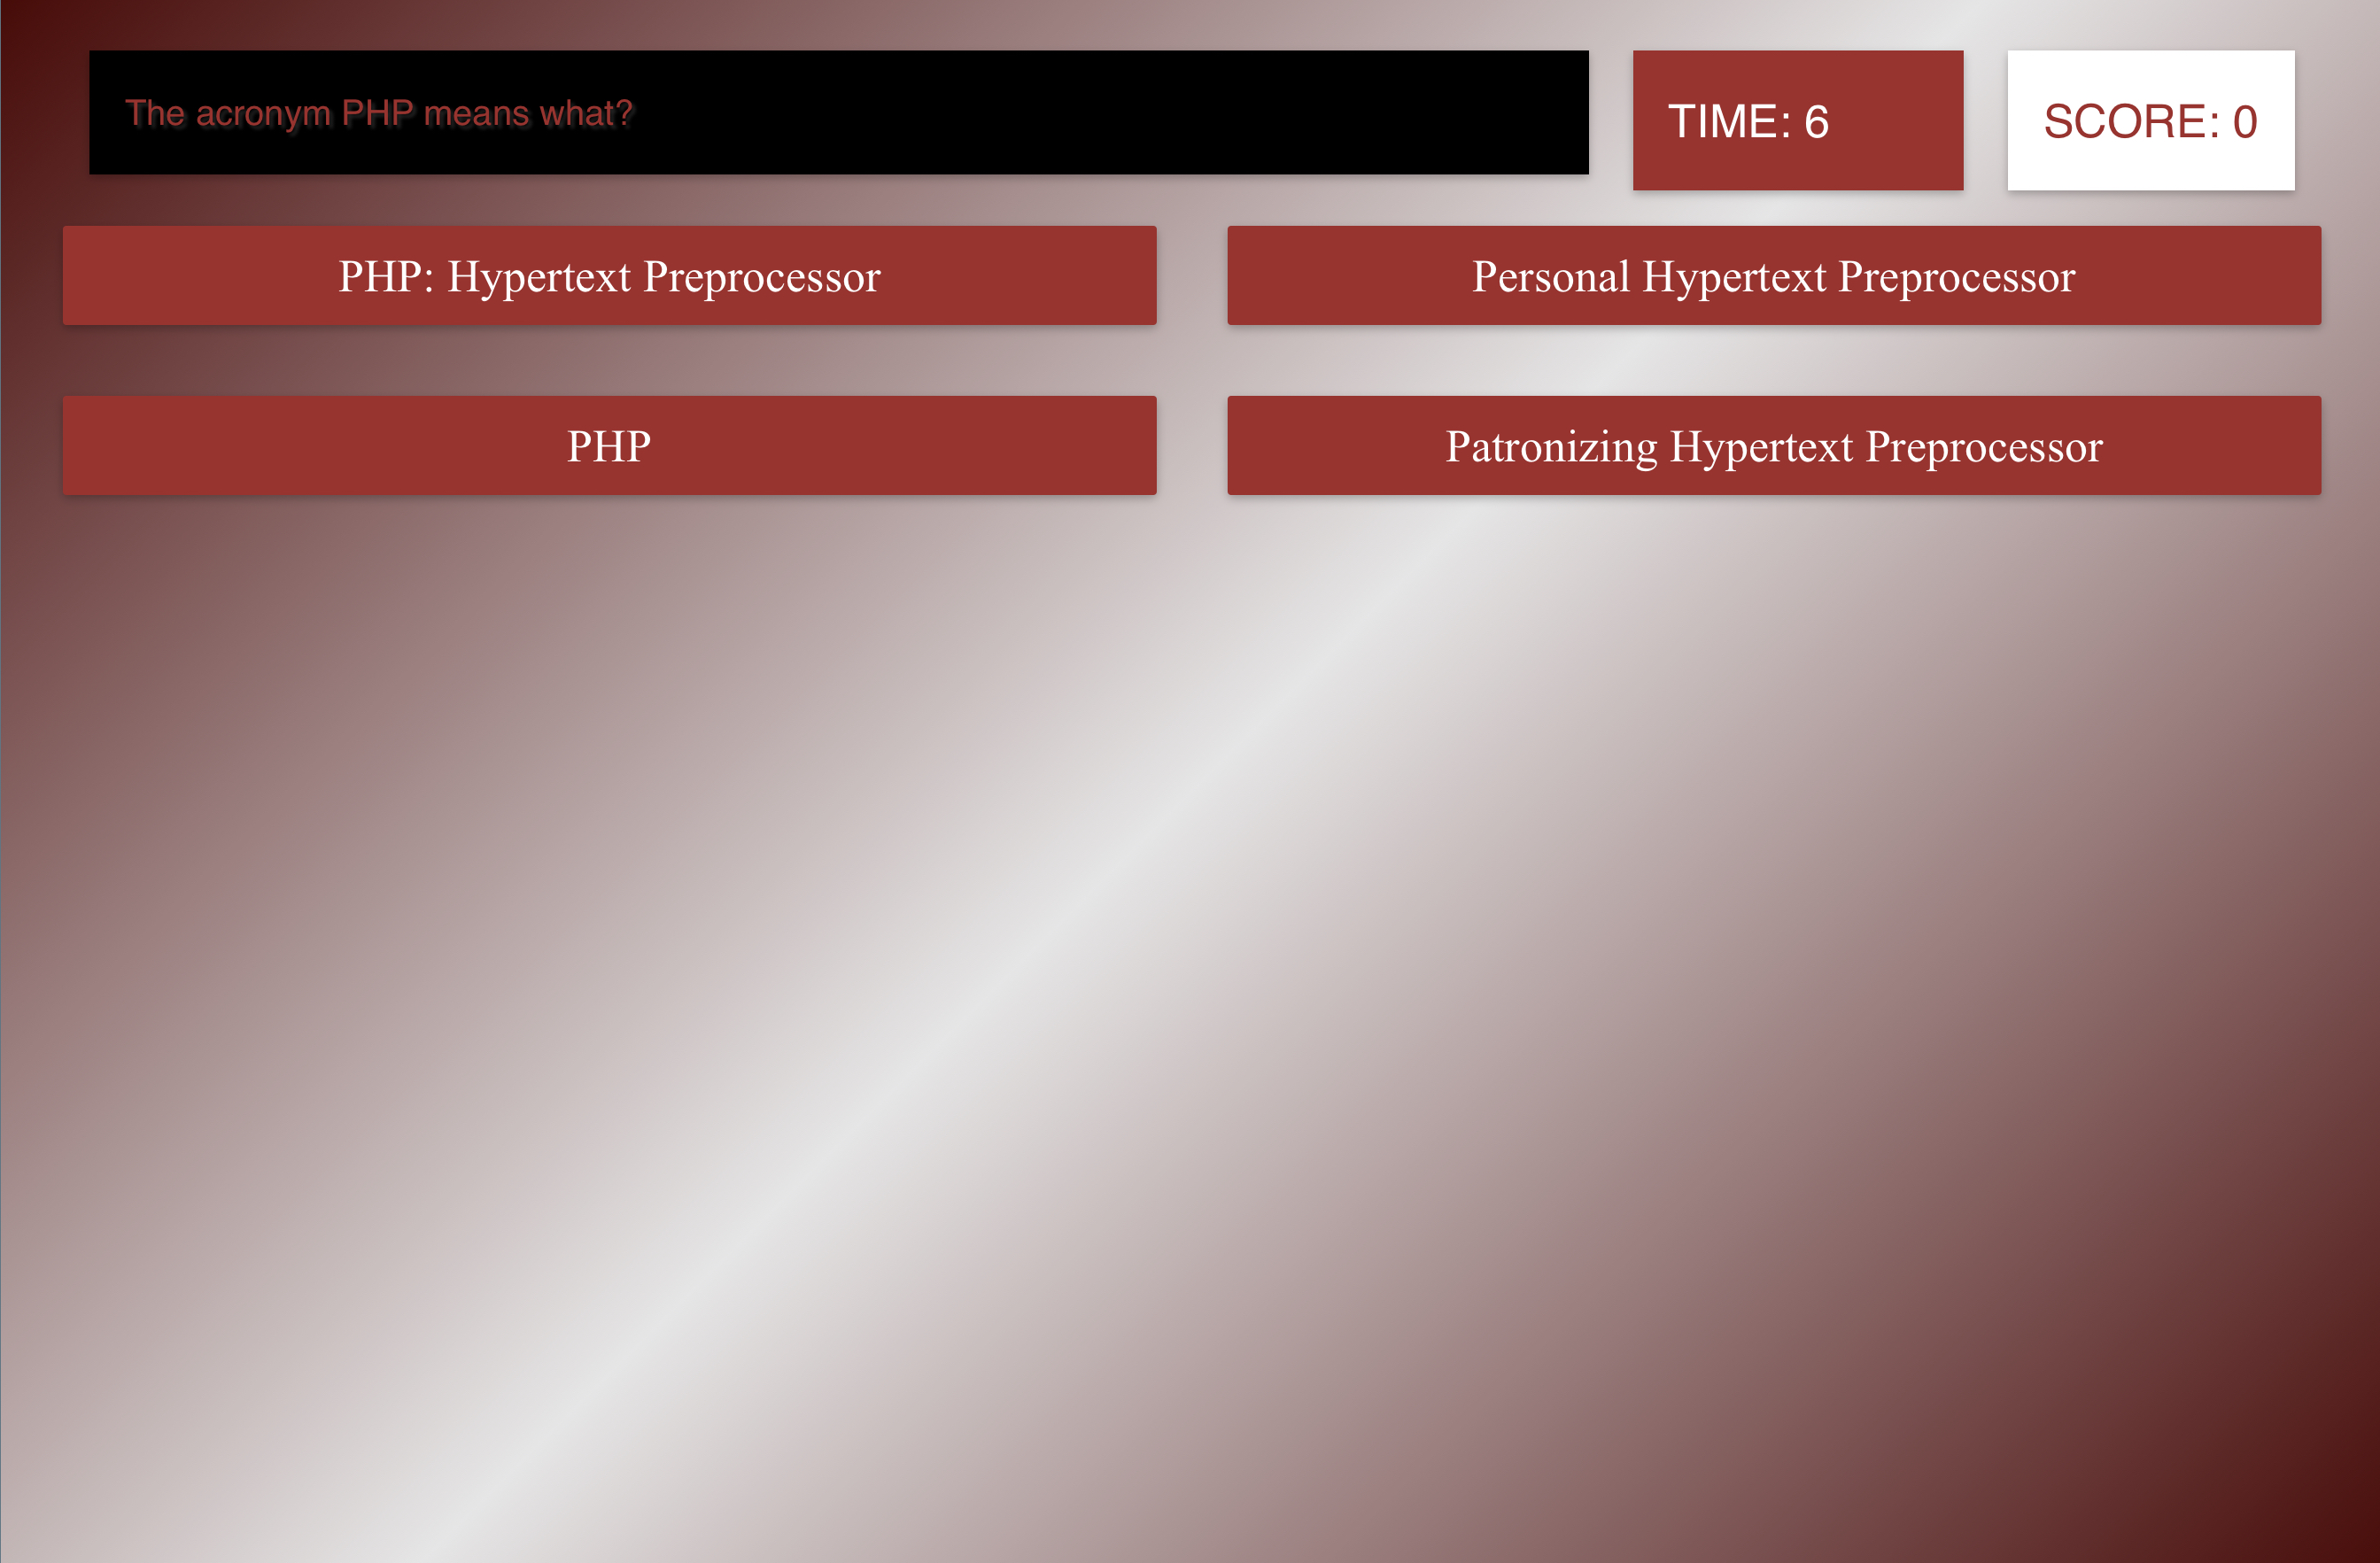 The acronym PHP means what?
TIME: 6
SCORE: 0
PHP: Hypertext Preprocessor
Personal Hypertext Preprocessor
PHP
Patronizing Hypertext Preprocessor